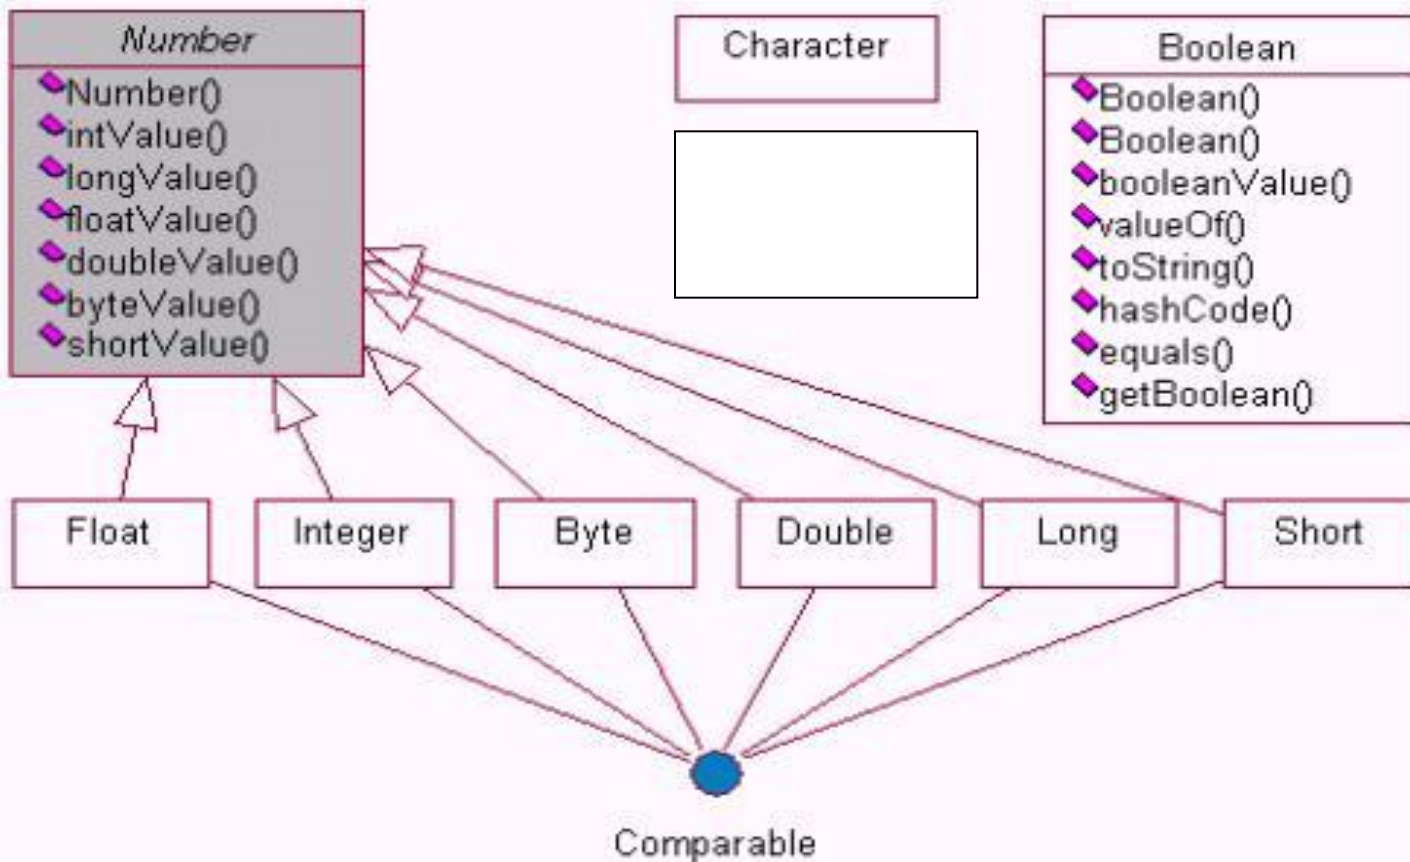 Number
Number()
intValue()
longValue()
floatValue()
doubleValue()
byteValue()
shortValue()
Character
Boolean
Boolean()
Boolean()
booleanValue()
valueOf()
toString()
hashCode()
equals()
getBoolean()
Float
Integer
Byte
Double
Long
Short
Comparable